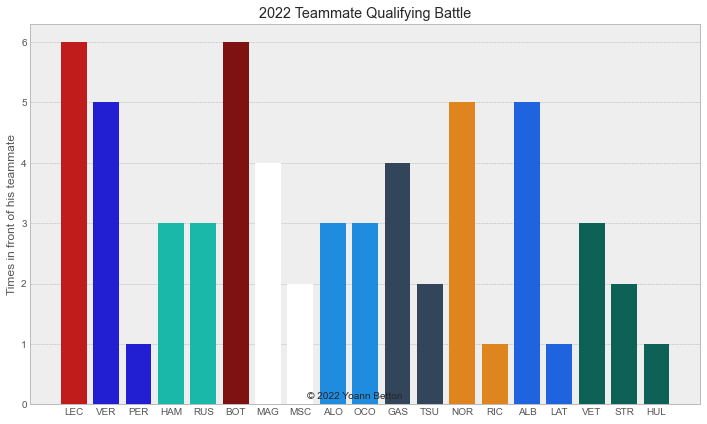 2022 Teammate Qualifying Battle
Times in front of his teammate
6
5
4
3
2
1
0
© 2022 Yoann Betton
LEC VER PER HAM RUS BOT MAG MSC ALO OCO GAS TSU NOR RIC ALB LAT VET STR HUL